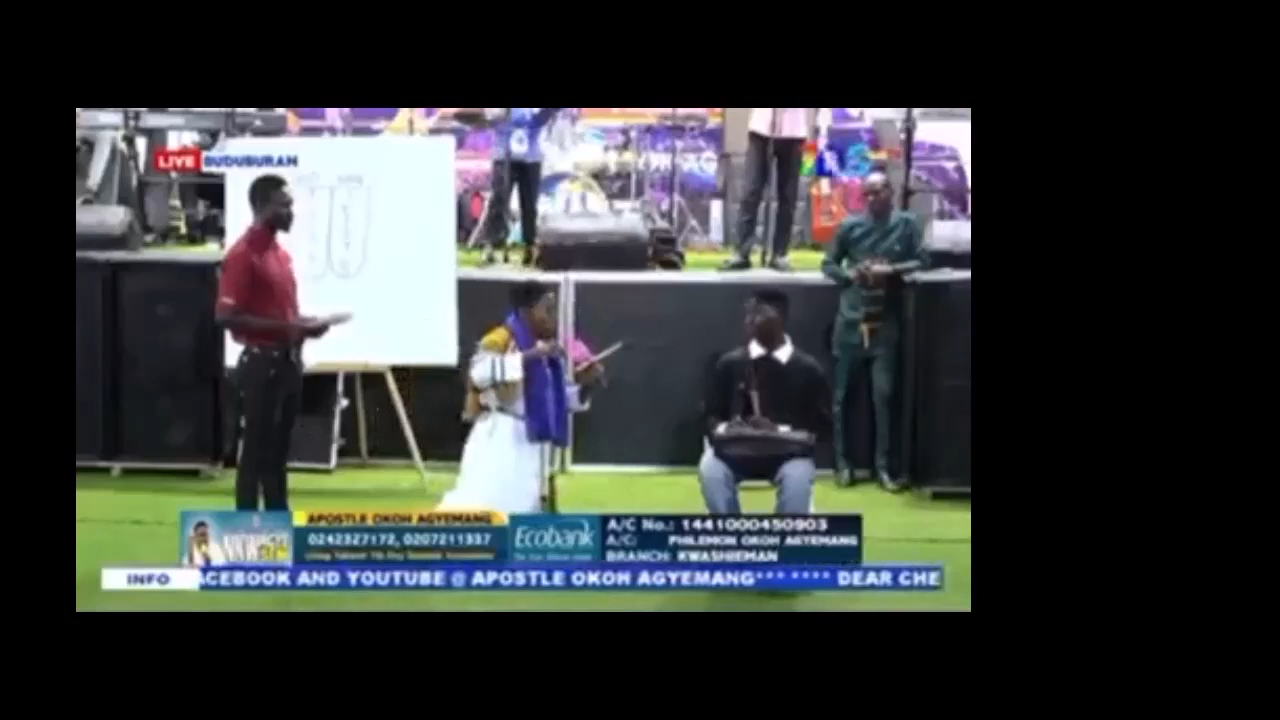 LIVE BUDUBURAN
APOSTLE OKOH AGYEMANG
0242327172, 0207211337
Ecobank
A/C No.: 1441000450903
A/C: PHILEMON OKOH AGYEMANG
BRANCH: KWASHIEMAN
INFO ACEBOOK AND YOUTUBE @ APOSTLE OKOH AGYEMANG*** **** DEAR CHE